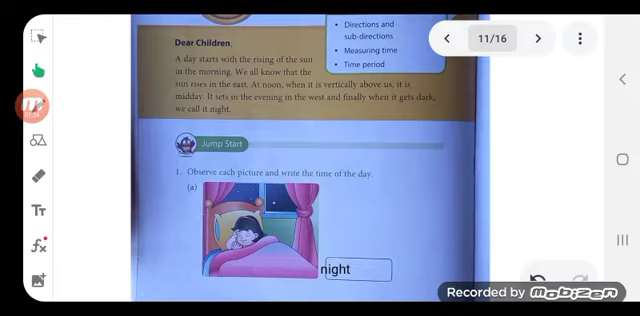 • Directions and
sub-directions
• Measuring time
• Time period
11/16
Dear Children,
A day starts with the rising of the sun
in the morning. We all know that the
sun rises in the east. At noon, when it is vertically above us, it is
midday. It sets in the evening in the west and finally when it gets dark,
we call it night.
Jump Start
1. Observe each picture and write the time of the day.
(a)
night
Tт
fx
Recorded by Mobizen